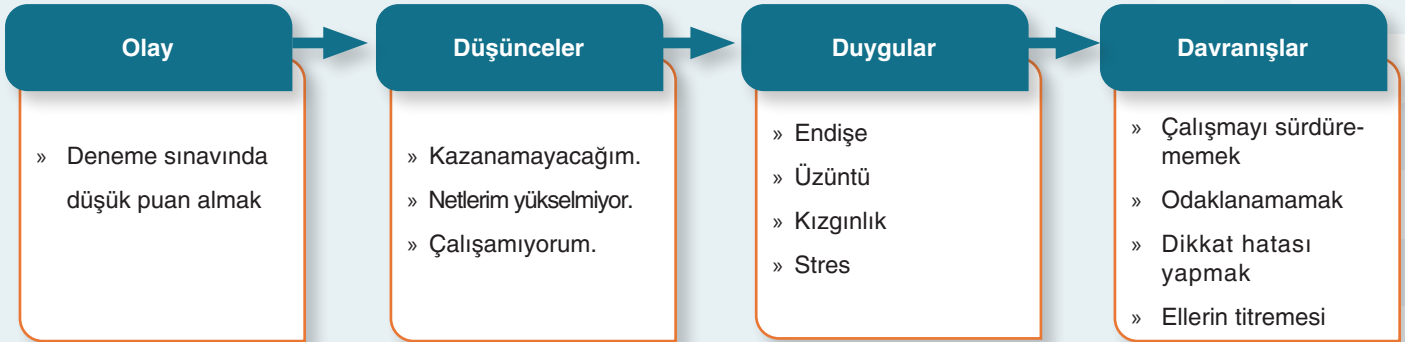 Olay
» Deneme sınavında
düşük puan almak
Düşünceler
» Kazanamayacağım.
» Netlerim yükselmiyor.
» Çalışamıyorum.
Duygular
» Endişe
» Üzüntü
» Kızgınlık
» Stres
Davranışlar
» Çalışmayı sürdüre-
memek
» Odaklanamamak
» Dikkat hatası
yapmak
» Ellerin titremesi